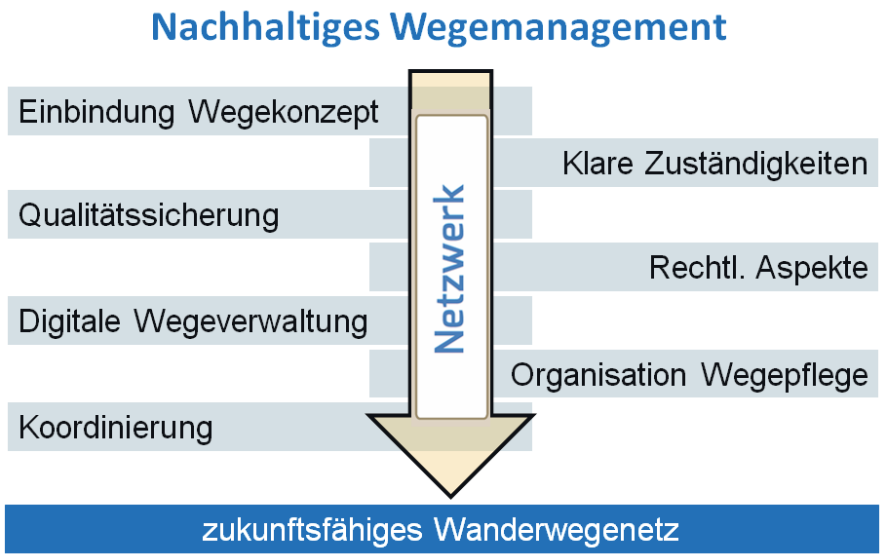 Nachhaltiges Wegemanagement
Einbindung Wegekonzept
Klare Zuständigkeiten
Qualitätssicherung
Rechtl. Aspekte
Digitale Wegeverwaltung
Organisation Wegepflege
Koordinierung
Netzwerk
zukunftsfähiges Wanderwegenetz